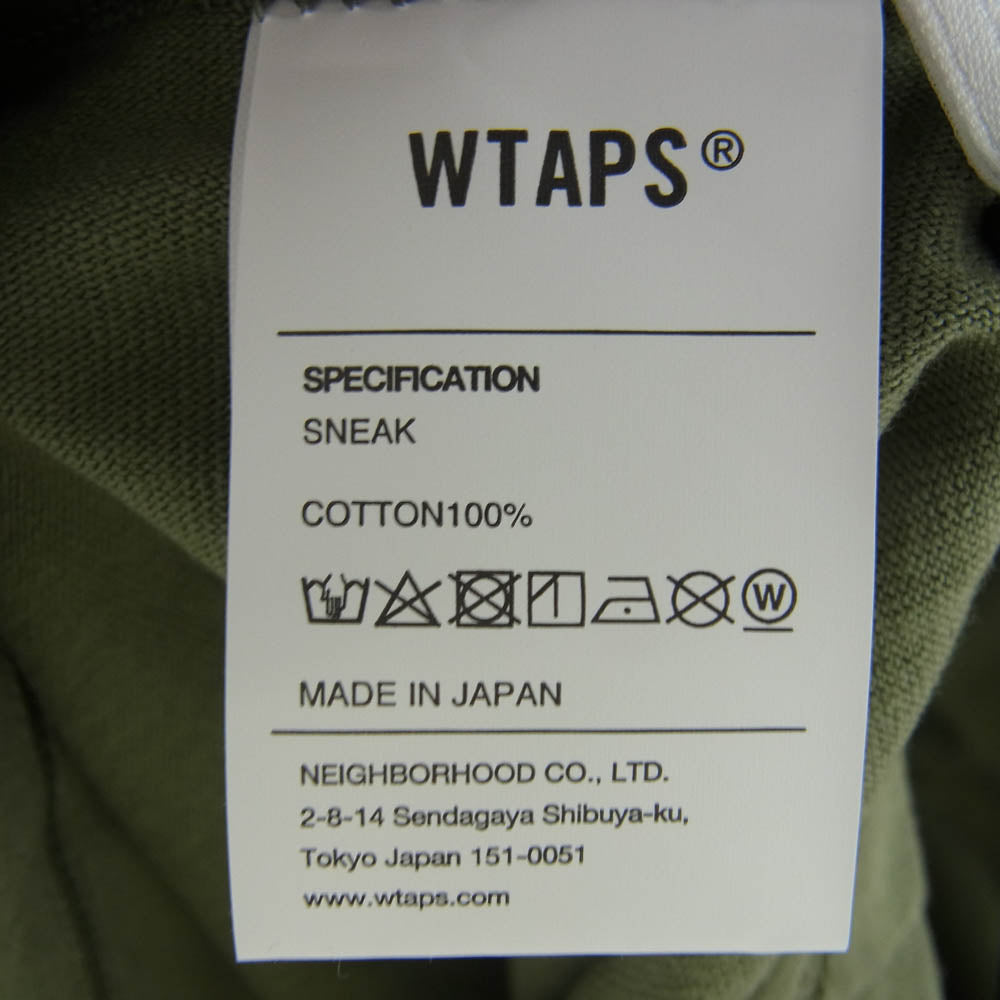 WTAPS®
SPECIFICATION
SNEAK
COTTON100%
W
MADE IN JAPAN
NEIGHBORHOOD CO., LTD.
2-8-14 Sendagaya Shibuya-ku,
Tokyo Japan 151-0051
www.wtaps.com